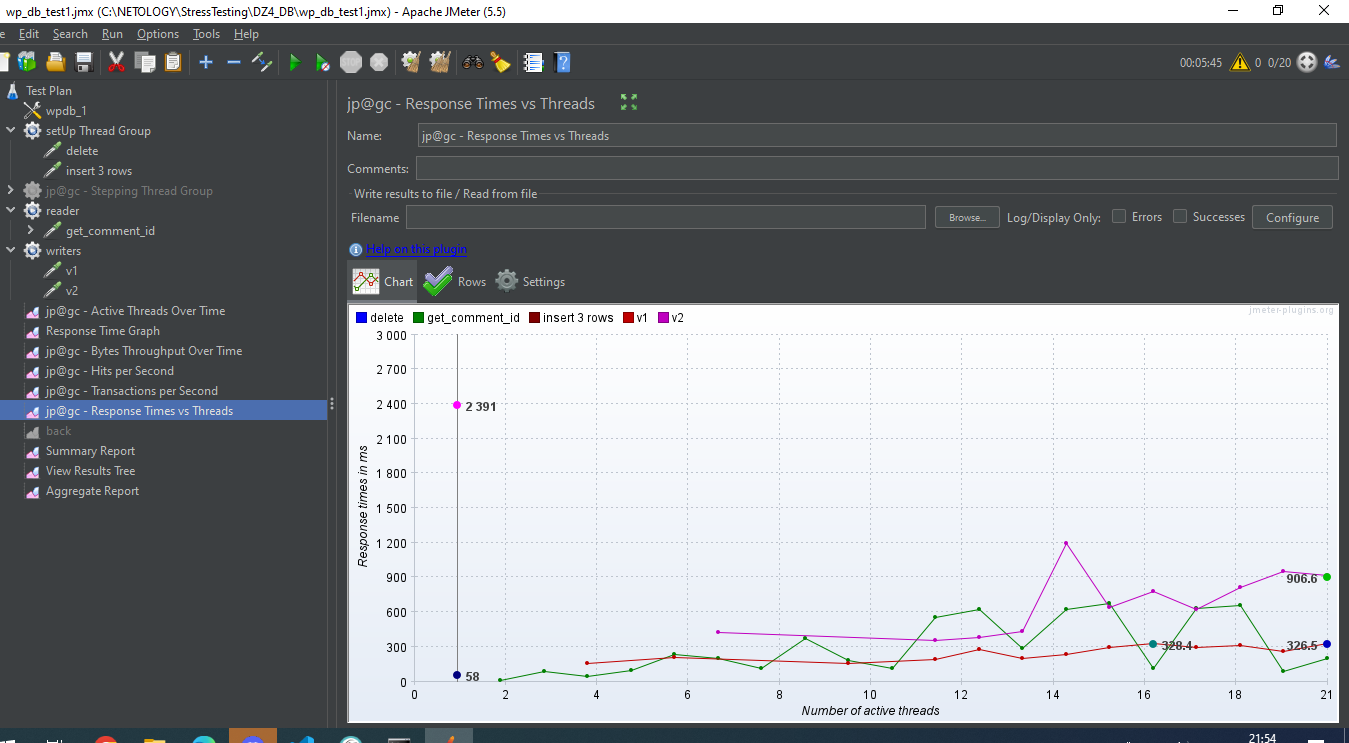 wp_db_test1.jmx (C:\NETOLOGY\StressTesting\DZ4_DB\wp_db_test1.jmx) - Apache JMeter (5.5)
e Edit Search Run Options Tools Help
STOP
00:05:45 0 0/20
Test Plan
wpdb_1
setUp Thread Group
delete
insert 3 rows
jp@gc - Stepping Thread Group
reader
get_comment_id
writers
v1
v2
jp@gc - Active Threads Over Time
Response Time Graph
jp@gc - Bytes Throughput Over Time
jp@gc - Hits per Second
jp@gc - Transactions per Second
jp@gc - Response Times vs Threads
back
Summary Report
View Results Tree
Aggregate Report
jp@gc - Response Times vs Threads
Name: jp@gc - Response Times vs Threads
Comments:
Write results to file / Read from file
Filename Browse... Log/Display Only: Errors Successes Configure
Help on this plugin
Chart Rows Settings
jmeter-plugins.org
delete get_comment_id insert 3 rows v1 v2
3 000
2 700
2 400
2 100
1 800
1 500
1 200
900
600
300
0
Response times in ms
2 391
58
328.4
906.6
326.5
0 2 4 6 8 10 12 14 16 18 21
Number of active threads
21:54